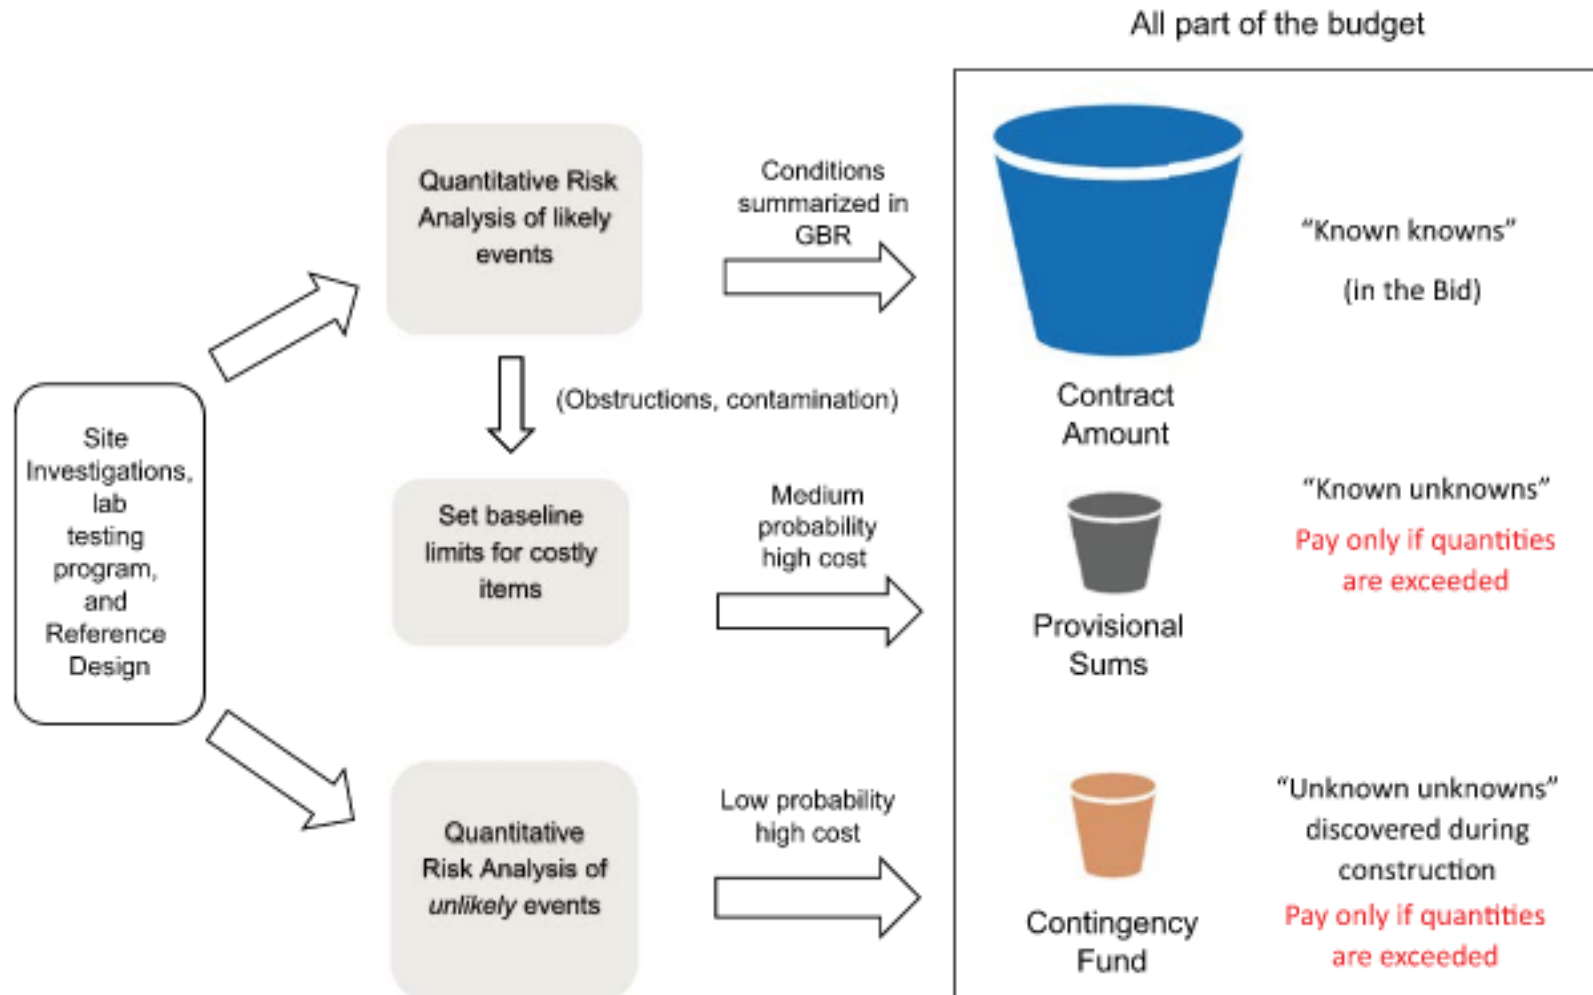 All part of the budget
Quantitative Risk
Analysis of likely
events
Conditions
summarized in
GBR
"Known knowns"
(in the Bid)
Contract
Amount
(Obstructions, contamination)
Site
Investigations,
lab
testing
program,
and
Reference
Design
Set baseline
limits for costly
items
Medium
probability
high cost
"Known unknowns"
Pay only if quantities
are exceeded
Provisional
Sums
Quantitative
Risk Analysis of
unlikely events
Low probability
high cost
"Unknown unknowns"
discovered during
construction
Pay only if quantities
are exceeded
Contingency
Fund